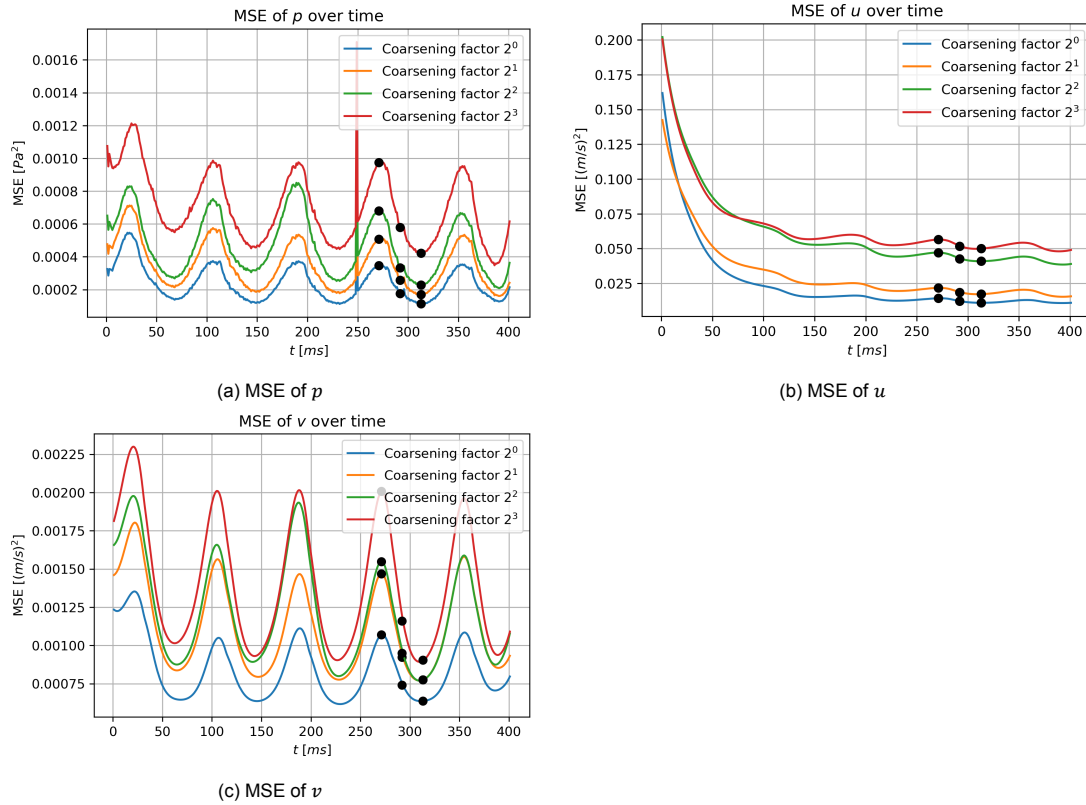 MSE of p over time
MSE [Pa²]
0.0016
0.0014
0.0012
0.0010
0.0008
0.0006
0.0004
0.0002
Coarsening factor 2⁰
Coarsening factor 2¹
Coarsening factor 2²
Coarsening factor 2³
0 50 100 150 200 250 300 350 400
t [ms]
(a) MSE of p
MSE of u over time
MSE [(m/s)²]
0.200
0.175
0.150
0.125
0.100
0.075
0.050
0.025
Coarsening factor 2⁰
Coarsening factor 2¹
Coarsening factor 2²
Coarsening factor 2³
0 50 100 150 200 250 300 350 400
t [ms]
(b) MSE of u
MSE of v over time
MSE [(m/s)²]
0.00225
0.00200
0.00175
0.00150
0.00125
0.00100
0.00075
Coarsening factor 2⁰
Coarsening factor 2¹
Coarsening factor 2²
Coarsening factor 2³
0 50 100 150 200 250 300 350 400
t [ms]
(c) MSE of v